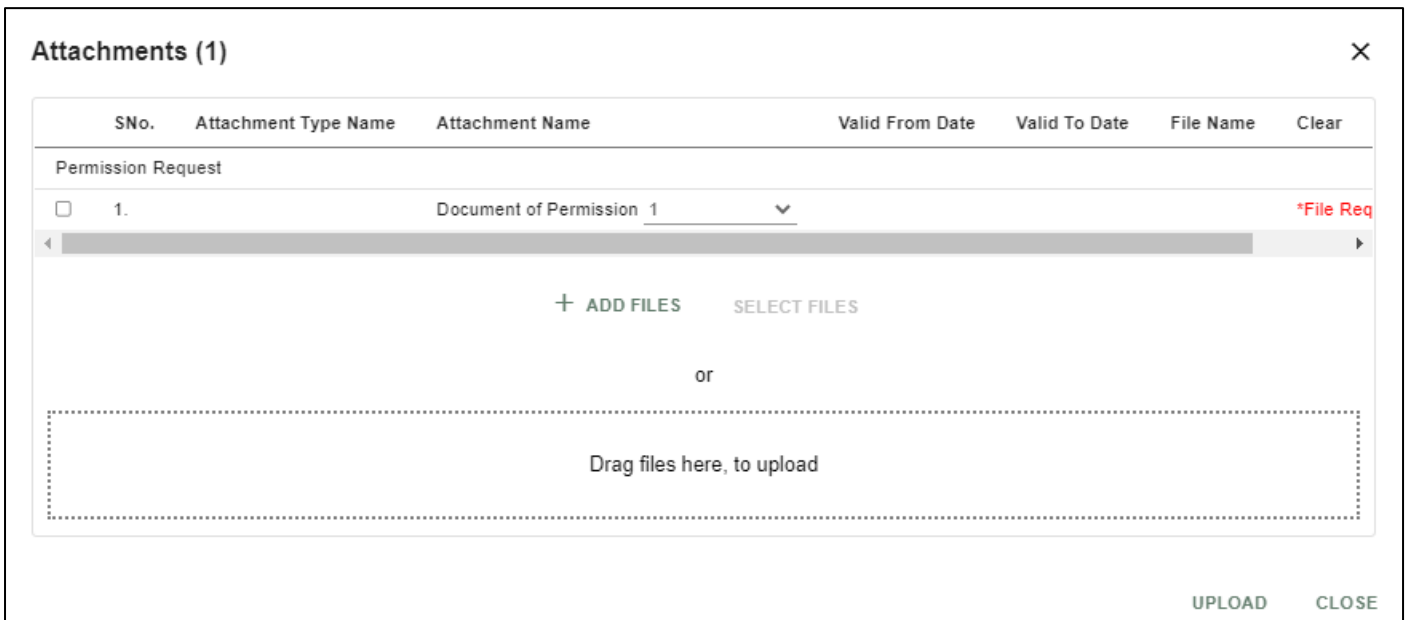 Attachments (1)
SNo. Attachment Type Name Attachment Name Valid From Date Valid To Date File Name Clear
Permission Request
1. Document of Permission 1 *File Req
+ ADD FILES SELECT FILES
or
Drag files here, to upload
UPLOAD CLOSE